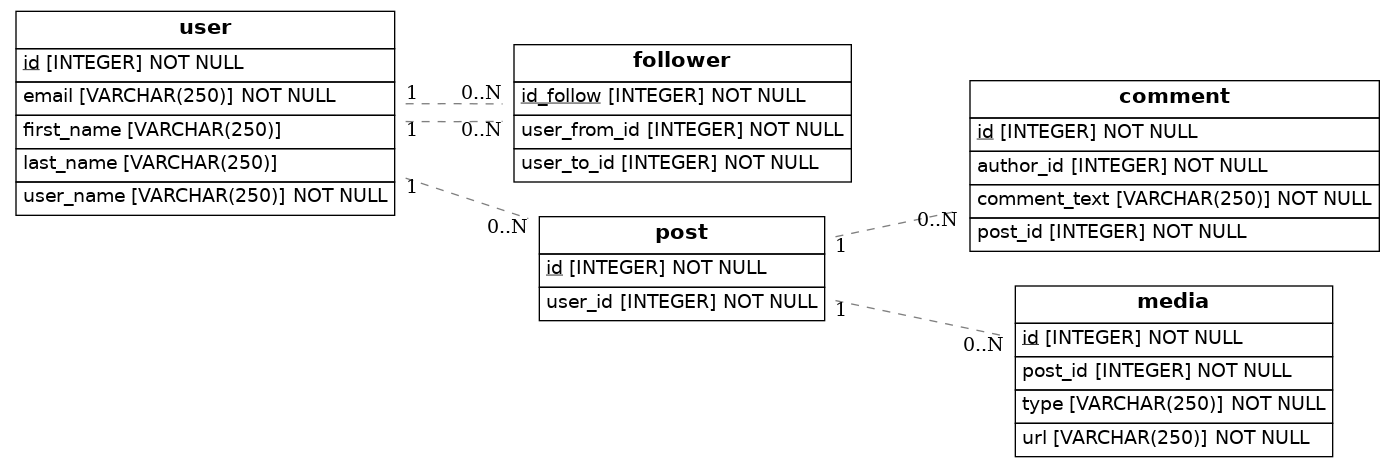 user
id [INTEGER] NOT NULL
email [VARCHAR(250)] NOT NULL
first_name [VARCHAR(250)]
last_name [VARCHAR(250)]
user_name [VARCHAR(250)] NOT NULL
1
0..N
1
0..N
1
0..N
follower
id_follow [INTEGER] NOT NULL
user_from_id [INTEGER] NOT NULL
user_to_id [INTEGER] NOT NULL
post
id [INTEGER] NOT NULL
user_id [INTEGER] NOT NULL
1
0..N
1
0..N
comment
id [INTEGER] NOT NULL
author_id [INTEGER] NOT NULL
comment_text [VARCHAR(250)] NOT NULL
post_id [INTEGER] NOT NULL
media
id [INTEGER] NOT NULL
post_id [INTEGER] NOT NULL
type [VARCHAR(250)] NOT NULL
url [VARCHAR(250)] NOT NULL